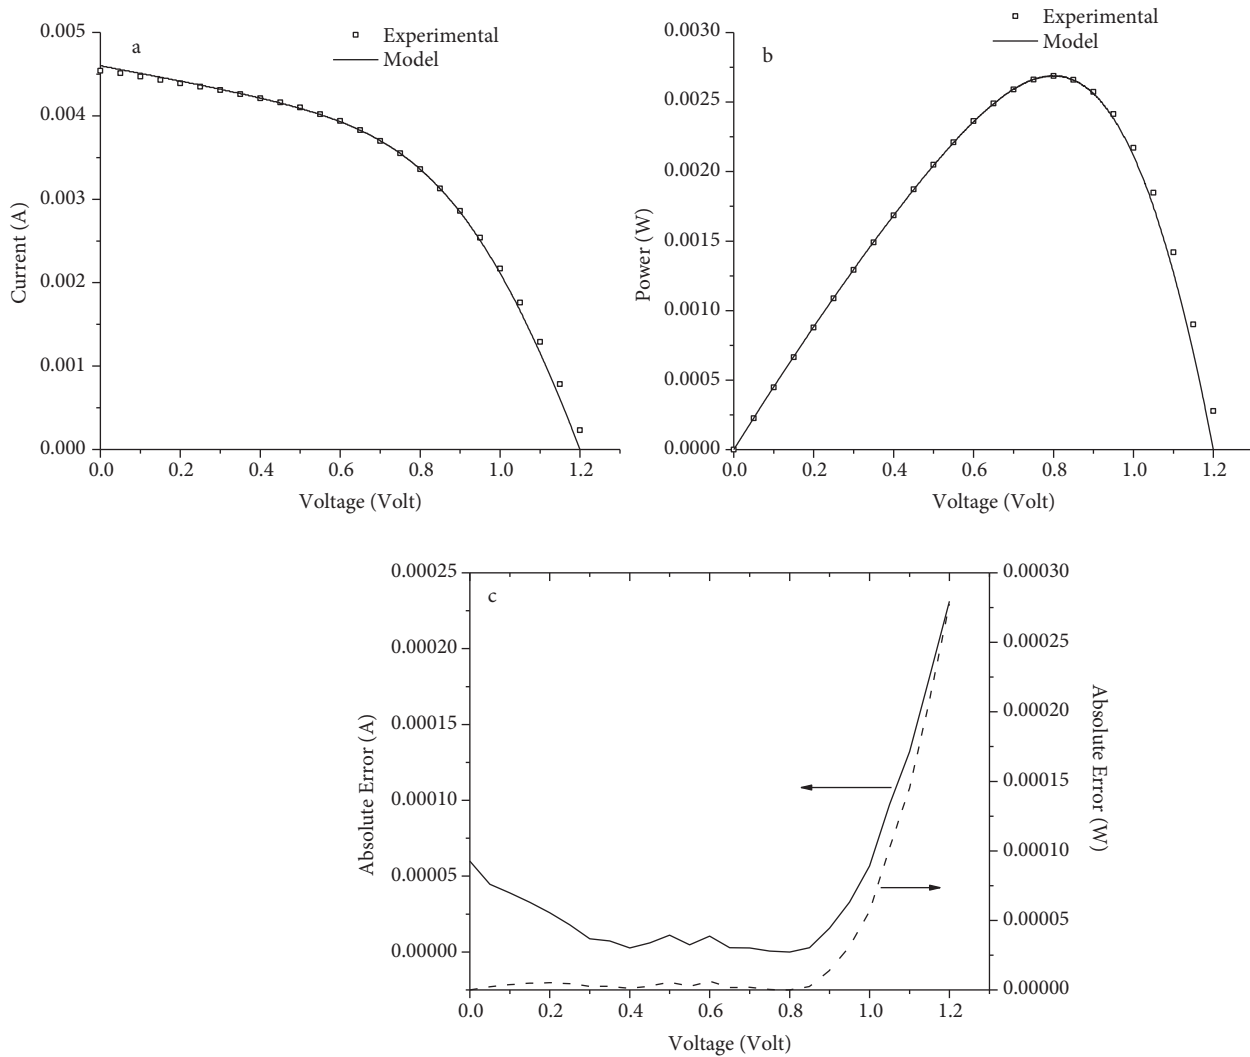 a
Experimental
Model
0.005
0.004
0.003
0.002
0.001
0.000
Current (A)
0.0 0.2 0.4 0.6 0.8 1.0 1.2
Voltage (Volt)
b
Experimental
Model
0.0030
0.0025
0.0020
0.0015
0.0010
0.0005
0.0000
Power (W)
0.0 0.2 0.4 0.6 0.8 1.0 1.2
Voltage (Volt)
c
0.00025
0.00020
0.00015
0.00010
0.00005
0.00000
Absolute Error (A)
0.00030
0.00025
0.00020
0.00015
0.00010
0.00005
0.00000
Absolute Error (W)
0.0 0.2 0.4 0.6 0.8 1.0 1.2
Voltage (Volt)